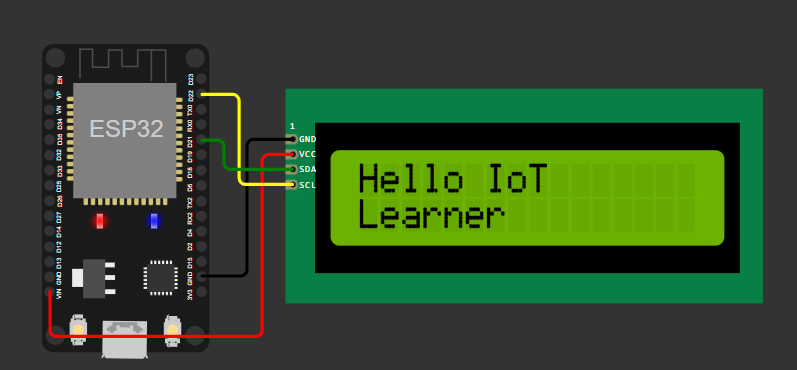 EN
VP
VN
D34
D35
D32
D33
D25
D26
D27
D14
D12
D13
GND
VIN
ESP32
D23
D22
TX0
RX0
D21
D19
D18
D5
TX2
RX2
D4
D2
D15
GND
3V3
1
GND
VCC
SDA
SCL
Hello IoT
Learner